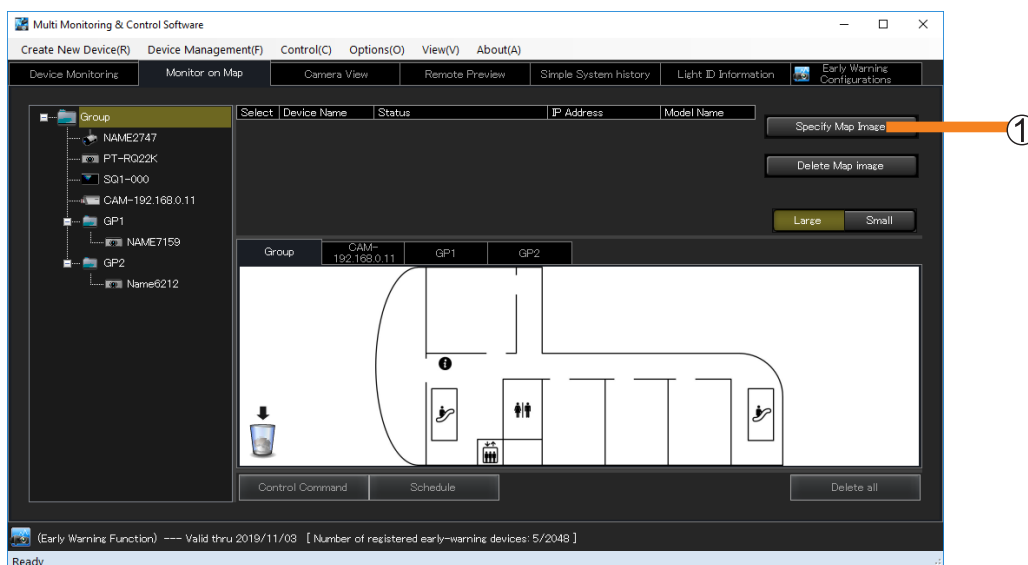 Multi Monitoring & Control Software
Create New Device(R) Device Management(F) Control(C) Options(O) View(V) About(A)
Device Monitoring Monitor on Map Camera View Remote Preview Simple System history Light ID Information Early Warning Configurations
Select Device Name Status IP Address Model Name
Group
Specify Map Image
①
NAME2747
PT-RQ22K
Delete Map image
SQ1-000
CAM-192.168.0.11
GP1
Large Small
NAME7159
Group CAM-192.168.0.11 GP1 GP2
GP2
Name6212
i
Control Command Schedule Delete all
(Early Warning Function) --- Valid thru 2019/11/03 [ Number of registered early-warning devices: 5/2048 ]
Ready